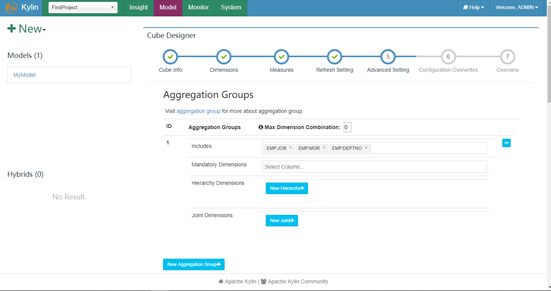 Kylin
FirstProject
Insight
Model
Monitor
System
Help
Welcome, ADMIN
New
Cube Designer
Models (1)
MyModel
5
6
7
Cube Info
Dimensions
Measures
Refresh Setting
Advanced Setting
Configuration Overwrites
Overview
Aggregation Groups
Visit aggregation group for more about aggregation group.
ID
Aggregation Groups
Max Dimension Combination:
0
1
Includes
EMP.JOB
EMP.MGR
EMP.DEPTNO
Mandatory Dimensions
Select Column...
Hierarchy Dimensions
New Hierarchy+
Hybrids (0)
No Result.
Joint Dimensions
New Joint+
New Aggregation Group+
Apache Kylin | Apache Kylin Community